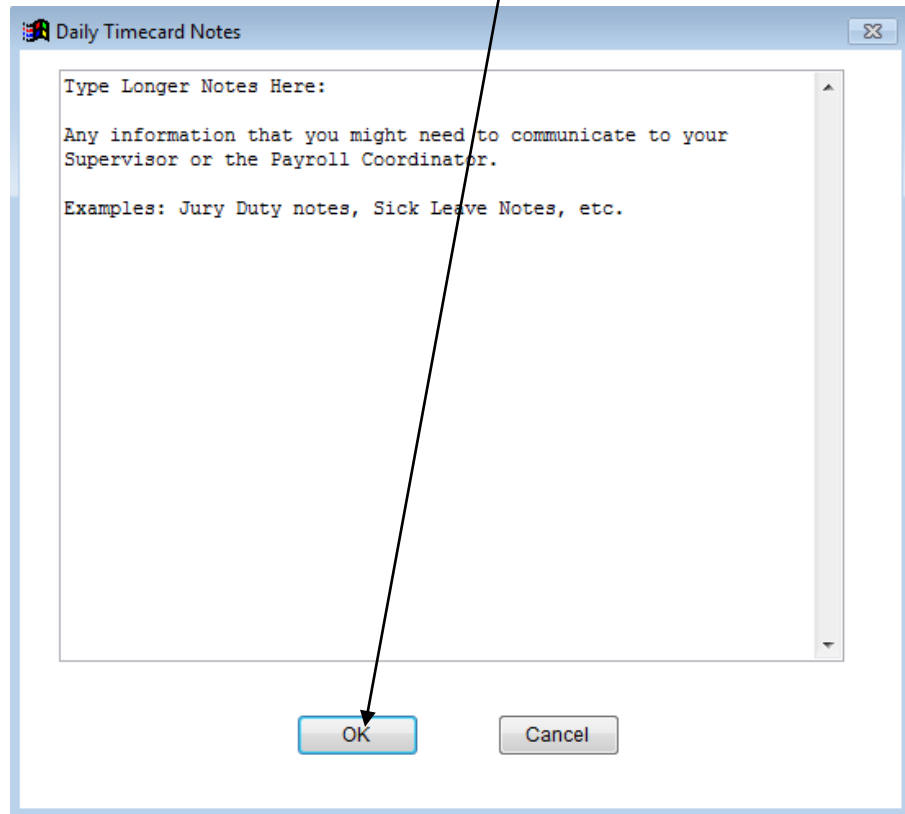 Daily Timecard Notes
Type Longer Notes Here:
Any information that you might need to communicate to your
Supervisor or the Payroll Coordinator.
Examples: Jury Duty notes, Sick Leave Notes, etc.
OK
Cancel